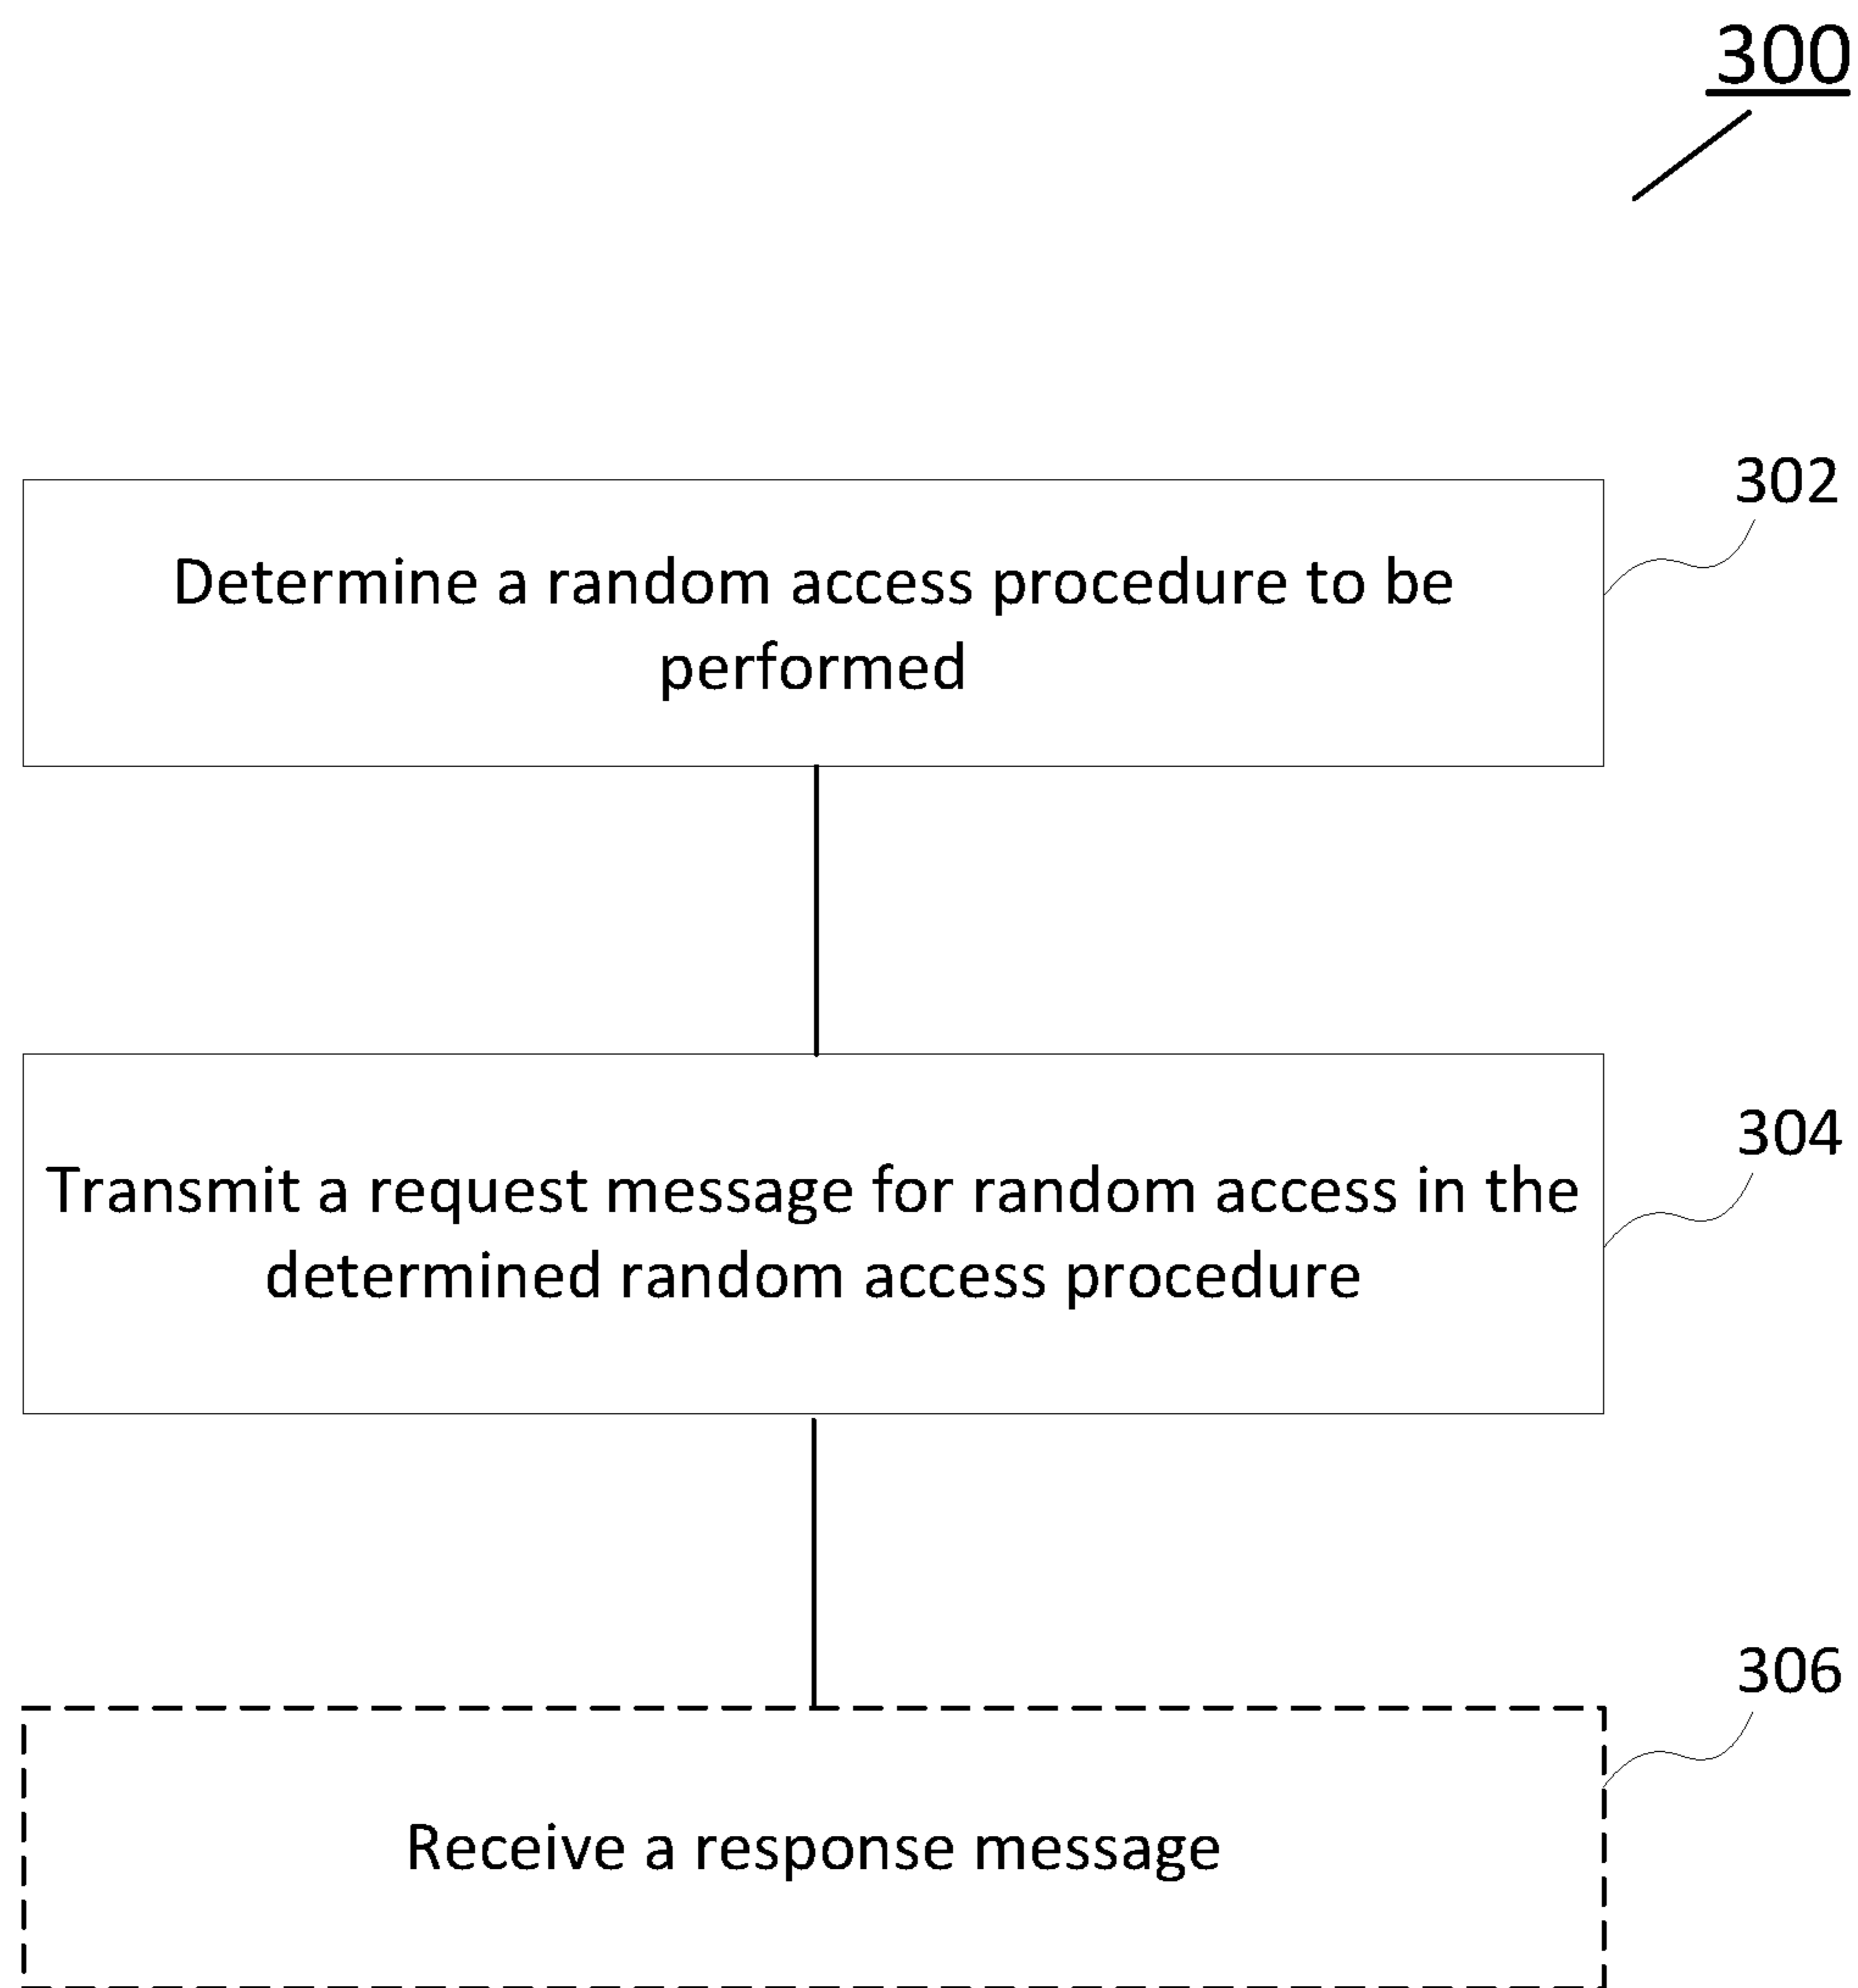 300
302
Determine a random access procedure to be
performed
304
Transmit a request message for random access in the
determined random access procedure
306
Receive a response message